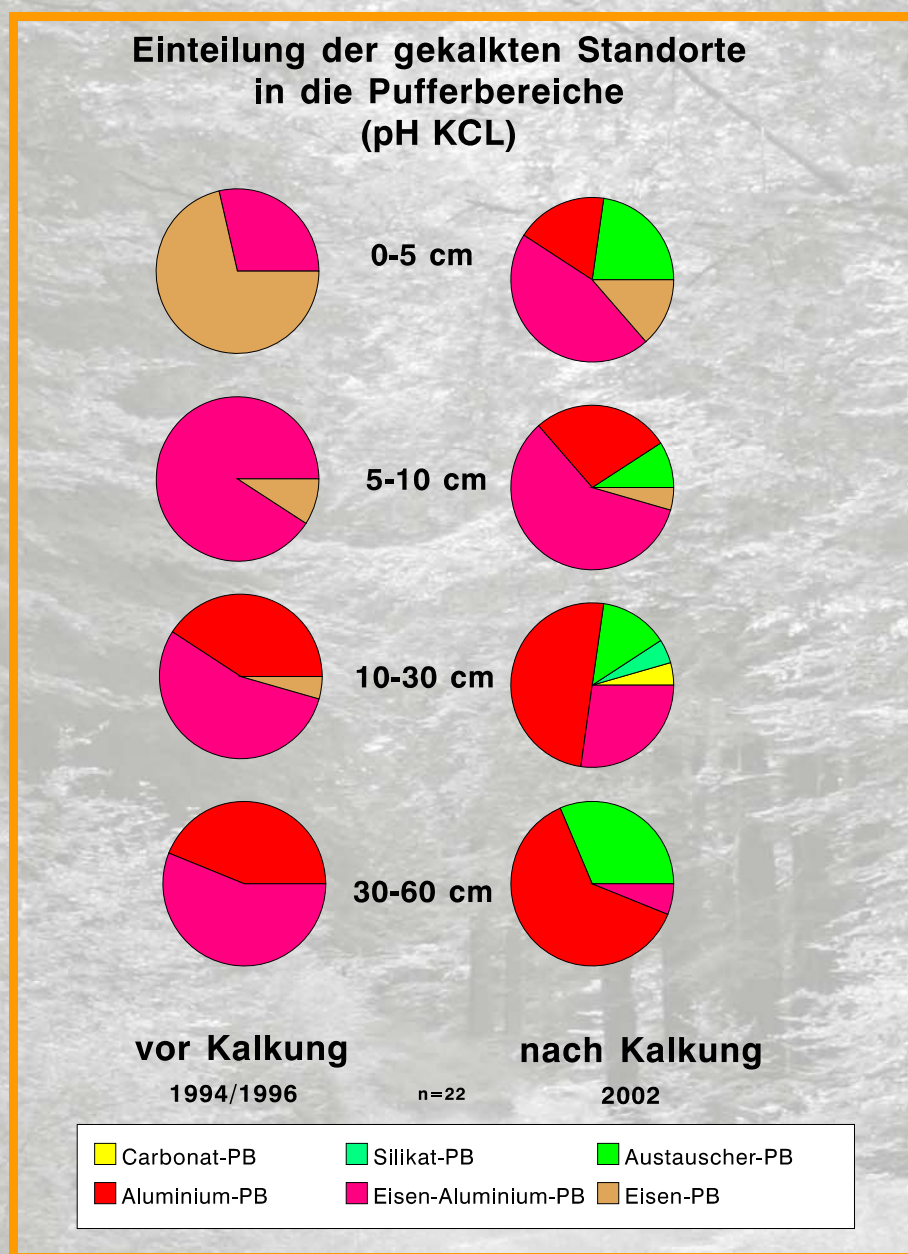 Einteilung der gekalkten Standorte
in die Pufferbereiche
(pH KCL)
0-5 cm
5-10 cm
10-30 cm
30-60 cm
vor Kalkung
nach Kalkung
1994/1996
n=22
2002
Carbonat-PB
Silikat-PB
Austauscher-PB
Aluminium-PB
Eisen-Aluminium-PB
Eisen-PB